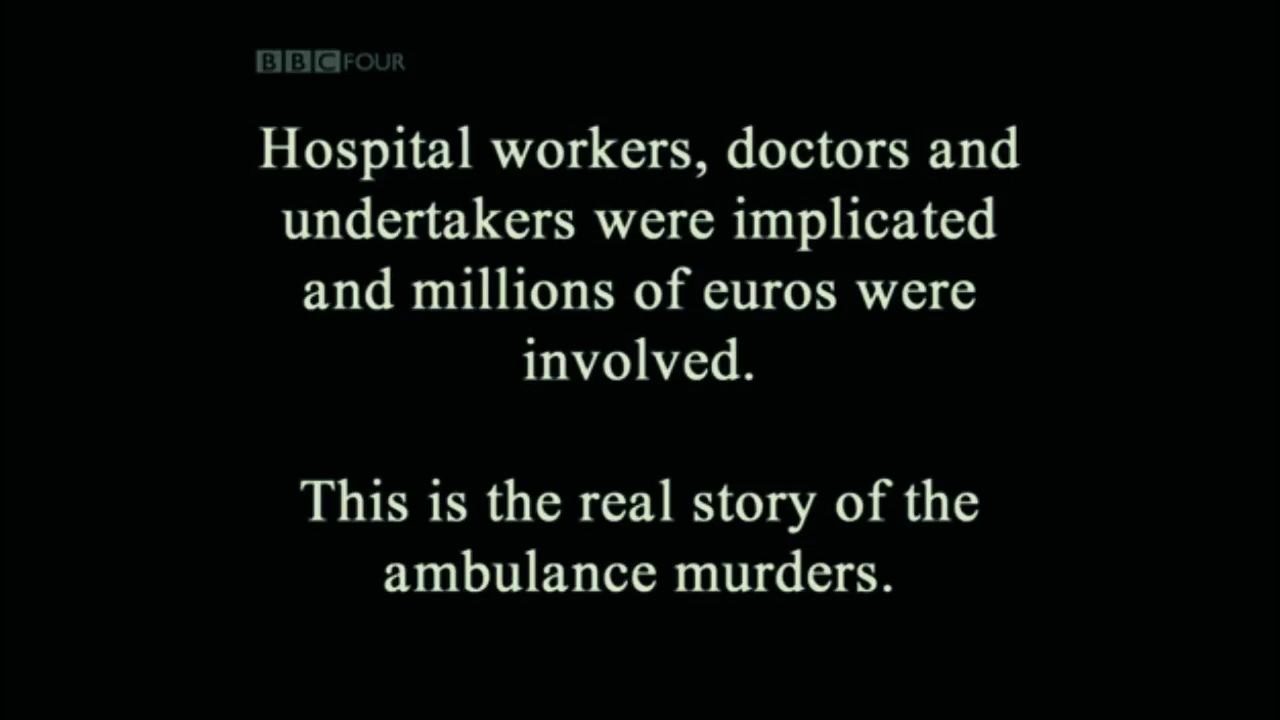 BBC FOUR
Hospital workers, doctors and
undertakers were implicated
and millions of euros were
involved.
This is the real story of the
ambulance murders.